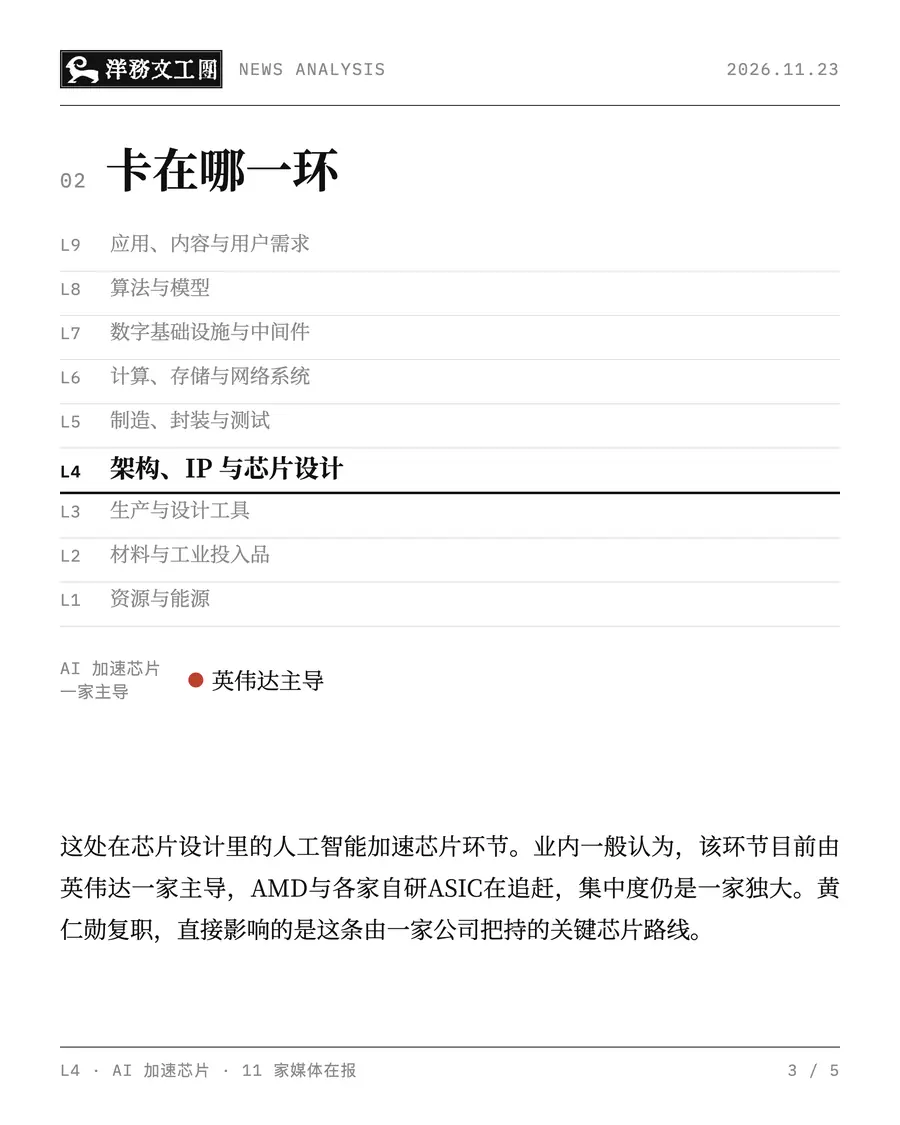 洋務文工團 NEWS ANALYSIS 2026.11.23
02 卡在哪一环
L9 应用、内容与用户需求
L8 算法与模型
L7 数字基础设施与中间件
L6 计算、存储与网络系统
L5 制造、封装与测试
L4 架构、IP 与芯片设计
L3 生产与设计工具
L2 材料与工业投入品
L1 资源与能源
AI 加速芯片
一家主导
英伟达主导
这处在芯片设计里的人工智能加速芯片环节。业内一般认为，该环节目前由
英伟达一家主导，AMD与各家自研ASIC在追赶，集中度仍是一家独大。黄
仁勋复职，直接影响的是这条由一家公司把持的关键芯片路线。
L4 · AI 加速芯片 · 11 家媒体在报 3 / 5